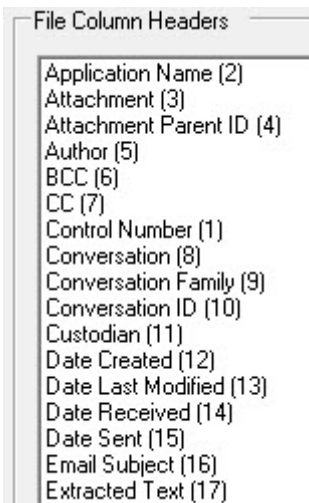 File Column Headers
Application Name (2)
Attachment (3)
Attachment Parent ID (4)
Author (5)
BCC (6)
CC (7)
Control Number (1)
Conversation (8)
Conversation Family (9)
Conversation ID (10)
Custodian (11)
Date Created (12)
Date Last Modified (13)
Date Received (14)
Date Sent (15)
Email Subject (16)
Extracted Text (17)